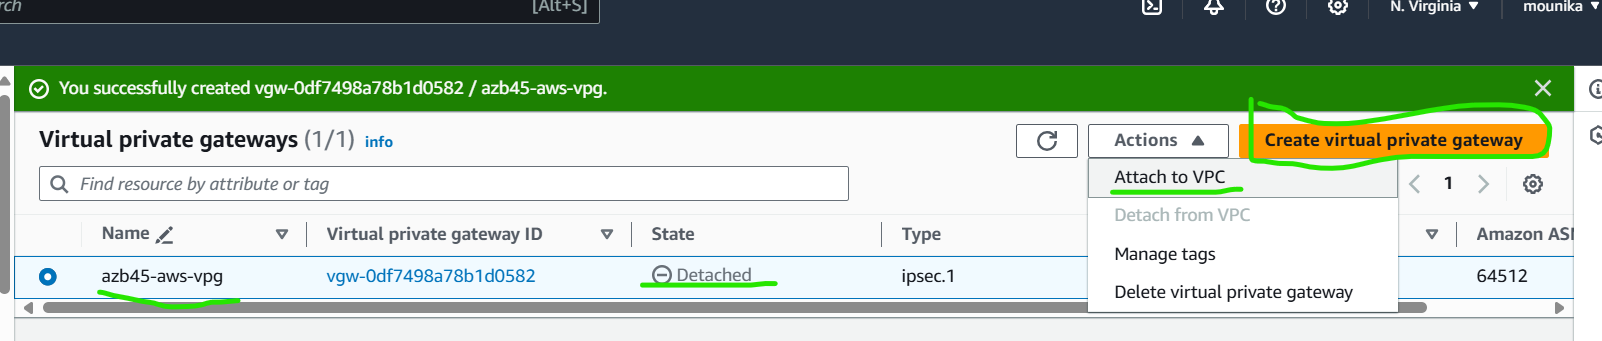 rch [Alt+S] N. Virginia ▼ mounika ▼
You successfully created vgw-0df7498a78b1d0582 / azb45-aws-vpg.
Virtual private gateways (1/1) info Actions ▲ Create virtual private gateway
Find resource by attribute or tag 1
Attach to VPC
Detach from VPC
Manage tags
Delete virtual private gateway
Name Virtual private gateway ID State Type Amazon ASN
azb45-aws-vpg vgw-0df7498a78b1d0582 Detached ipsec.1 64512